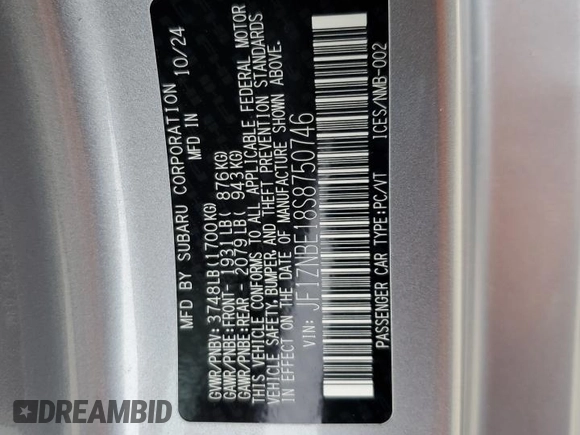 MFD BY SUBARU CORPORATION
MFD IN 10/24
GVWR/PNBV: 3748LB(1700KG)
GAWR/PNBE:FRONT- 1931LB( 876KG)
GAWR/PNBE:REAR - 2079LB( 943KG)
THIS VEHICLE CONFORMS TO ALL APPLICABLE FEDERAL MOTOR
VEHICLE SAFETY, BUMPER, AND THEFT PREVENTION STANDARDS
IN EFFECT ON THE DATE OF MANUFACTURE SHOWN ABOVE.
VIN: JF1ZNBE18S8750746
PASSENGER CAR TYPE:PC/VT ICES/NMB-002
DREAMBID